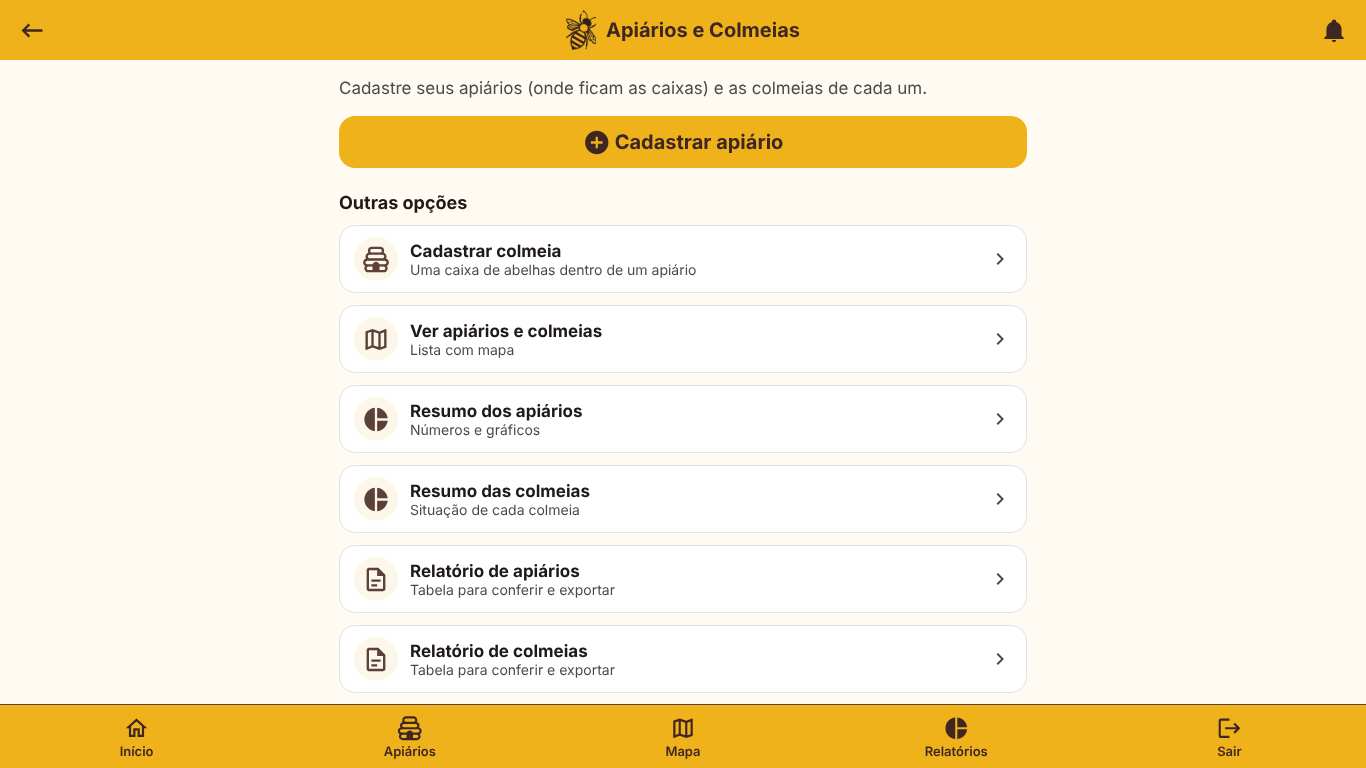 Apiários e Colmeias
Cadastre seus apiários (onde ficam as caixas) e as colmeias de cada um.
Cadastrar apiário
Outras opções
Cadastrar colmeia
Uma caixa de abelhas dentro de um apiário
Ver apiários e colmeias
Lista com mapa
Resumo dos apiários
Números e gráficos
Resumo das colmeias
Situação de cada colmeia
Relatório de apiários
Tabela para conferir e exportar
Relatório de colmeias
Tabela para conferir e exportar
Início
Apiários
Mapa
Relatórios
Sair